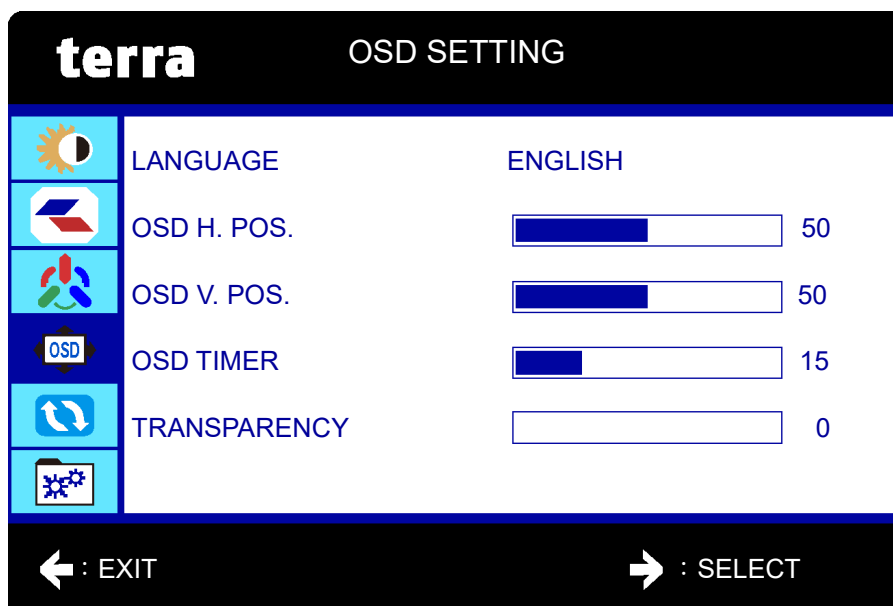 terra OSD SETTING
LANGUAGE ENGLISH
OSD H. POS. 50
OSD V. POS. 50
OSD
OSD TIMER 15
TRANSPARENCY 0
: EXIT : SELECT